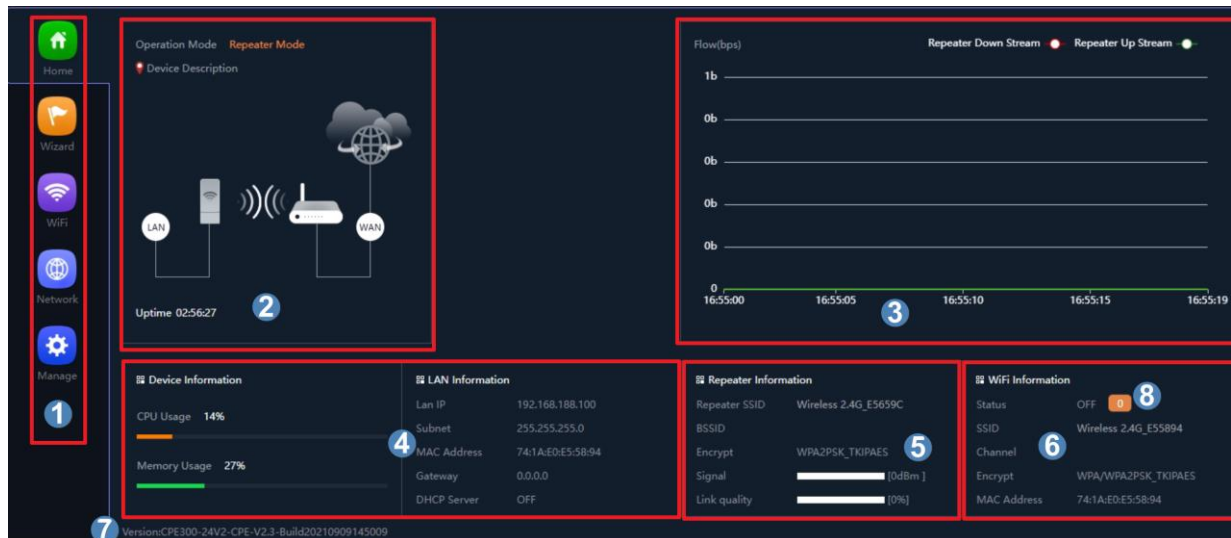 Home
Wizard
WiFi
Network
Manage
1
Operation Mode Repeater Mode
Device Description
LAN
WAN
Uptime 02:56:27
2
Flow(bps)
Repeater Down Stream
Repeater Up Stream
1b
0b
0b
0b
0b
0
16:55:00 16:55:05 16:55:10 16:55:15 16:55:19
3
Device Information
CPU Usage 14%
Memory Usage 27%
LAN Information
Lan IP 192.168.188.100
Subnet 255.255.255.0
MAC Address 74:1A:E0:E5:58:94
Gateway 0.0.0.0
DHCP Server OFF
4
Repeater Information
Repeater SSID Wireless 2.4G_E5659C
BSSID
Encrypt WPA2PSK_TKIPAES
Signal [0dBm ]
Link quality [0%]
5
WiFi Information
Status OFF 0
8
SSID Wireless 2.4G_E55894
Channel
6
Encrypt WPA/WPA2PSK_TKIPAES
MAC Address 74:1A:E0:E5:58:94
7
Version:CPE300-24V2-CPE-V2.3-Build20210909145009